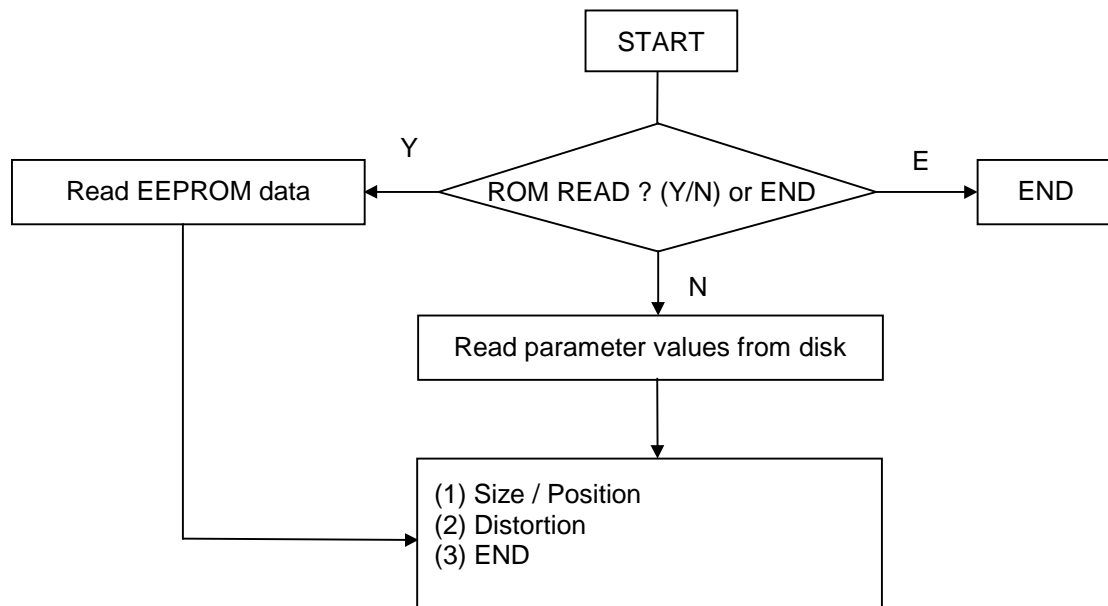 START
Y
E
Read EEPROM data
ROM READ ? (Y/N) or END
END
N
Read parameter values from disk
(1) Size / Position
(2) Distortion
(3) END